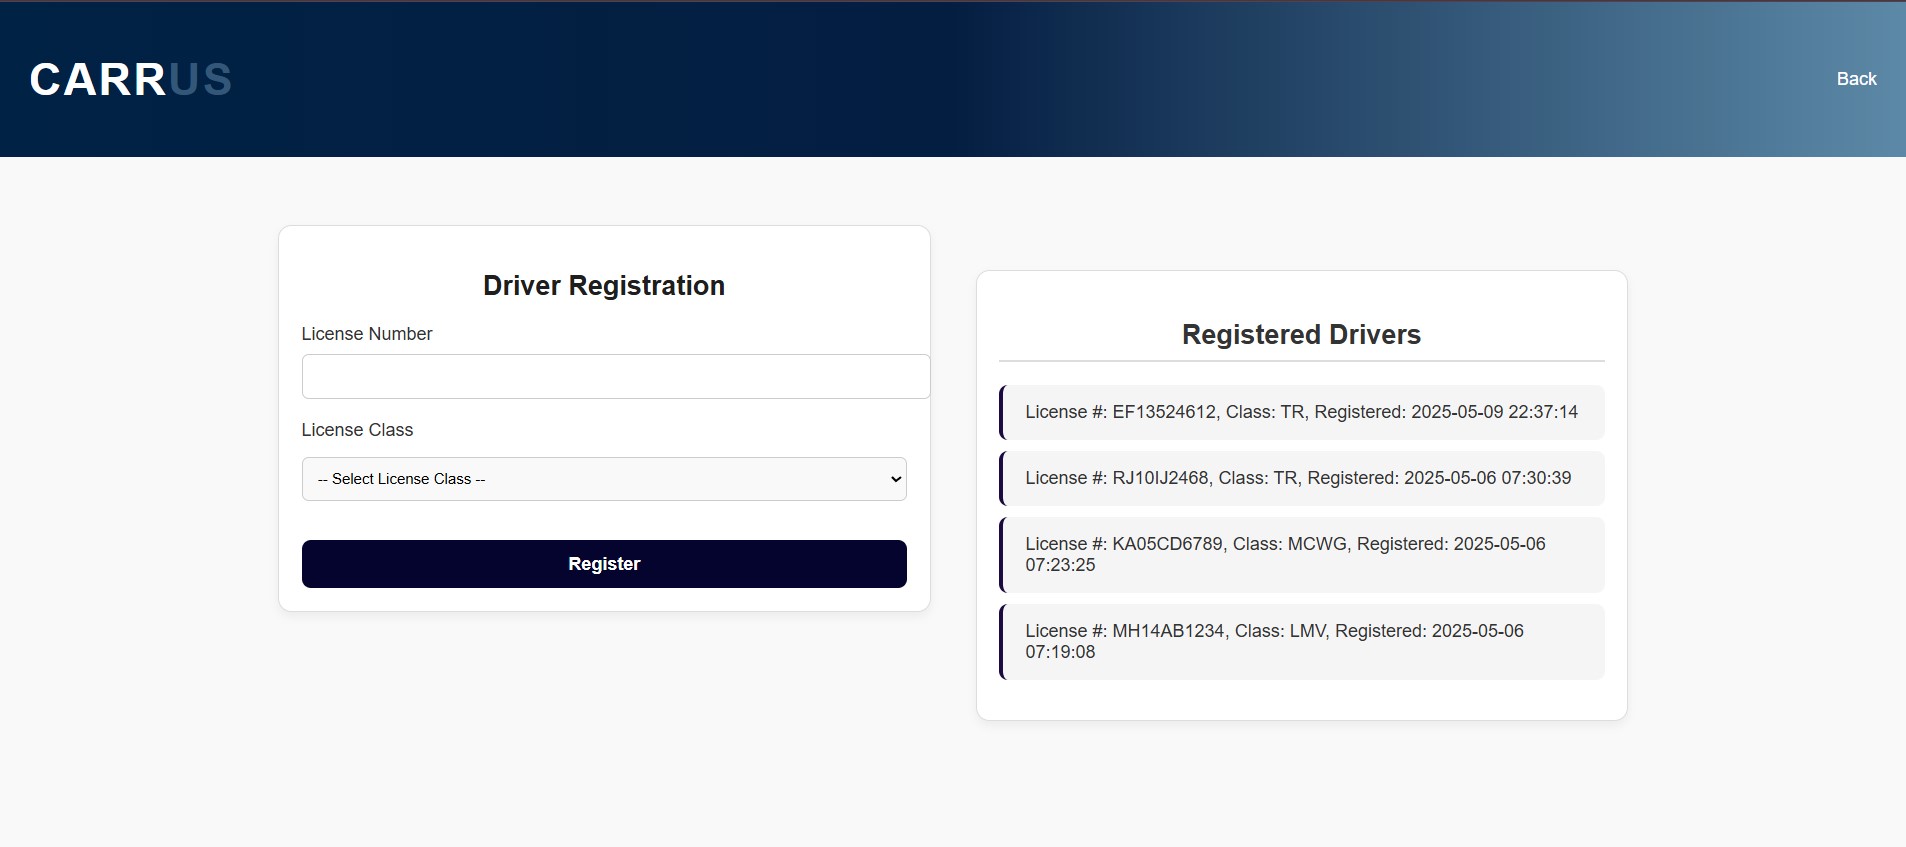 CARRUS
Back
Driver Registration
License Number
License Class
-- Select License Class --
Register
Registered Drivers
License #: EF13524612, Class: TR, Registered: 2025-05-09 22:37:14
License #: RJ10IJ2468, Class: TR, Registered: 2025-05-06 07:30:39
License #: KA05CD6789, Class: MCWG, Registered: 2025-05-06
07:23:25
License #: MH14AB1234, Class: LMV, Registered: 2025-05-06
07:19:08